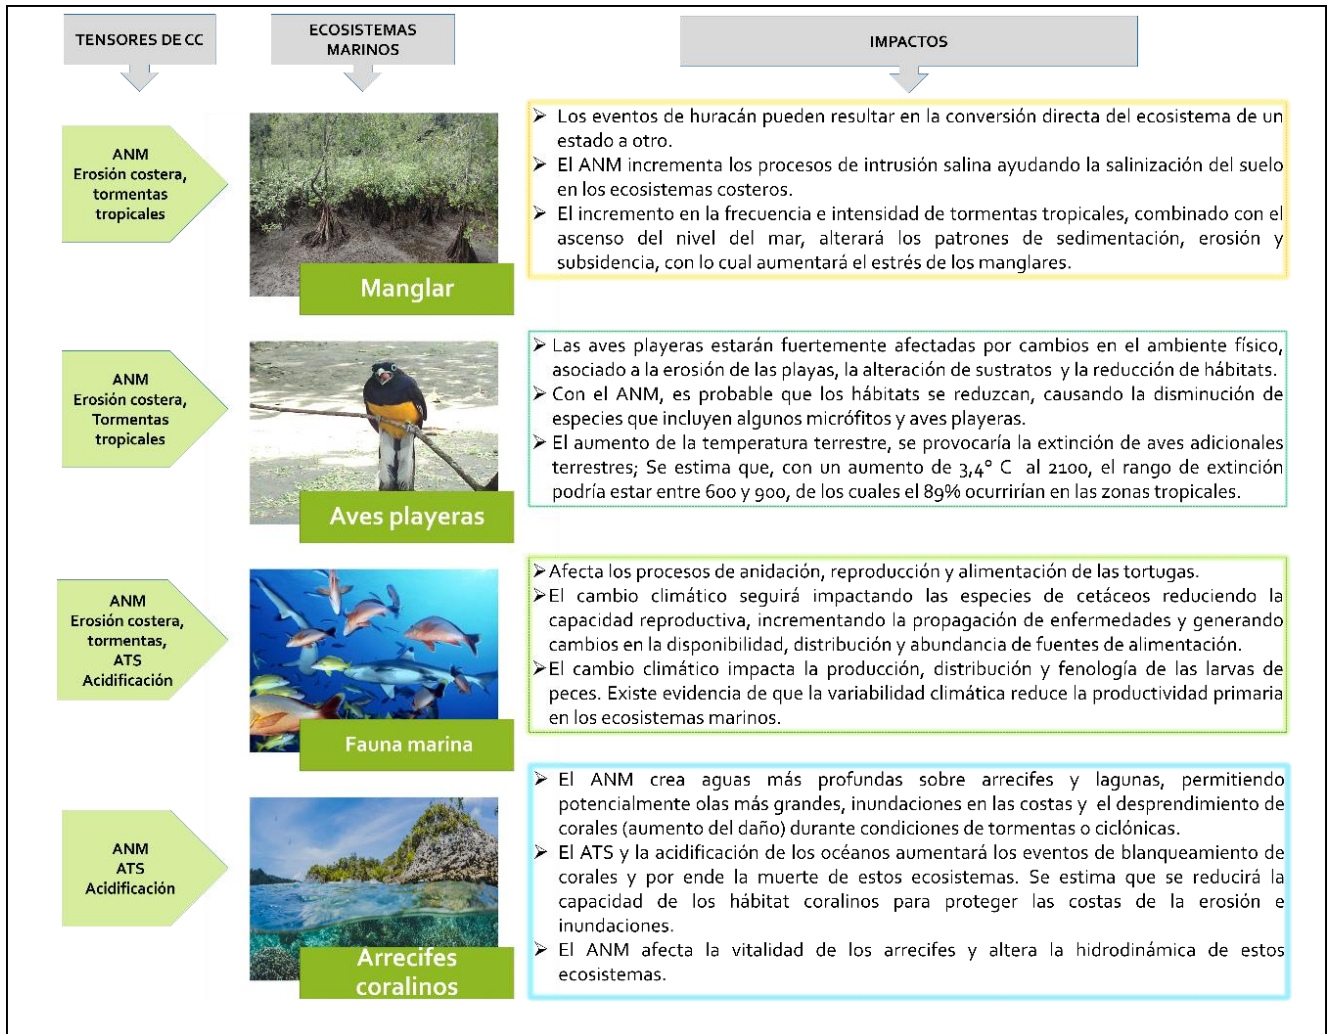 TENSORES DE CC
ECOSISTEMAS
MARINOS
IMPACTOS
ANM
Erosión costera,
tormentas
tropicales
Manglar
➢ Los eventos de huracán pueden resultar en la conversión directa del ecosistema de un
estado a otro.
➢ El ANM incrementa los procesos de intrusión salina ayudando la salinización del suelo
en los ecosistemas costeros.
➢ El incremento en la frecuencia e intensidad de tormentas tropicales, combinado con el
ascenso del nivel del mar, alterará los patrones de sedimentación, erosión y
subsidencia, con lo cual aumentará el estrés de los manglares.
ANM
Erosión costera,
Tormentas
tropicales
Aves playeras
➢ Las aves playeras estarán fuertemente afectadas por cambios en el ambiente físico,
asociado a la erosión de las playas, la alteración de sustratos y la reducción de hábitats.
➢ Con el ANM, es probable que los hábitats se reduzcan, causando la disminución de
especies que incluyen algunos micrófitos y aves playeras.
➢ El aumento de la temperatura terrestre, se provocaría la extinción de aves adicionales
terrestres; Se estima que, con un aumento de 3,4° C al 2100, el rango de extinción
podría estar entre 600 y 900, de los cuales el 89% ocurrirían en las zonas tropicales.
ANM
Erosión costera,
tormentas,
ATS
Acidificación
Fauna marina
➢ Afecta los procesos de anidación, reproducción y alimentación de las tortugas.
➢ El cambio climático seguirá impactando las especies de cetáceos reduciendo la
capacidad reproductiva, incrementando la propagación de enfermedades y generando
cambios en la disponibilidad, distribución y abundancia de fuentes de alimentación.
➢ El cambio climático impacta la producción, distribución y fenología de las larvas de
peces. Existe evidencia de que la variabilidad climática reduce la productividad primaria
en los ecosistemas marinos.
ANM
ATS
Acidificación
Arrecifes
coralinos
➢ El ANM crea aguas más profundas sobre arrecifes y lagunas, permitiendo
potencialmente olas más grandes, inundaciones en las costas y el desprendimiento de
corales (aumento del daño) durante condiciones de tormentas o ciclónicas.
➢ El ATS y la acidificación de los océanos aumentará los eventos de blanqueamiento de
corales y por ende la muerte de estos ecosistemas. Se estima que se reducirá la
capacidad de los hábitat coralinos para proteger las costas de la erosión e
inundaciones.
➢ El ANM afecta la vitalidad de los arrecifes y altera la hidrodinámica de estos
ecosistemas.